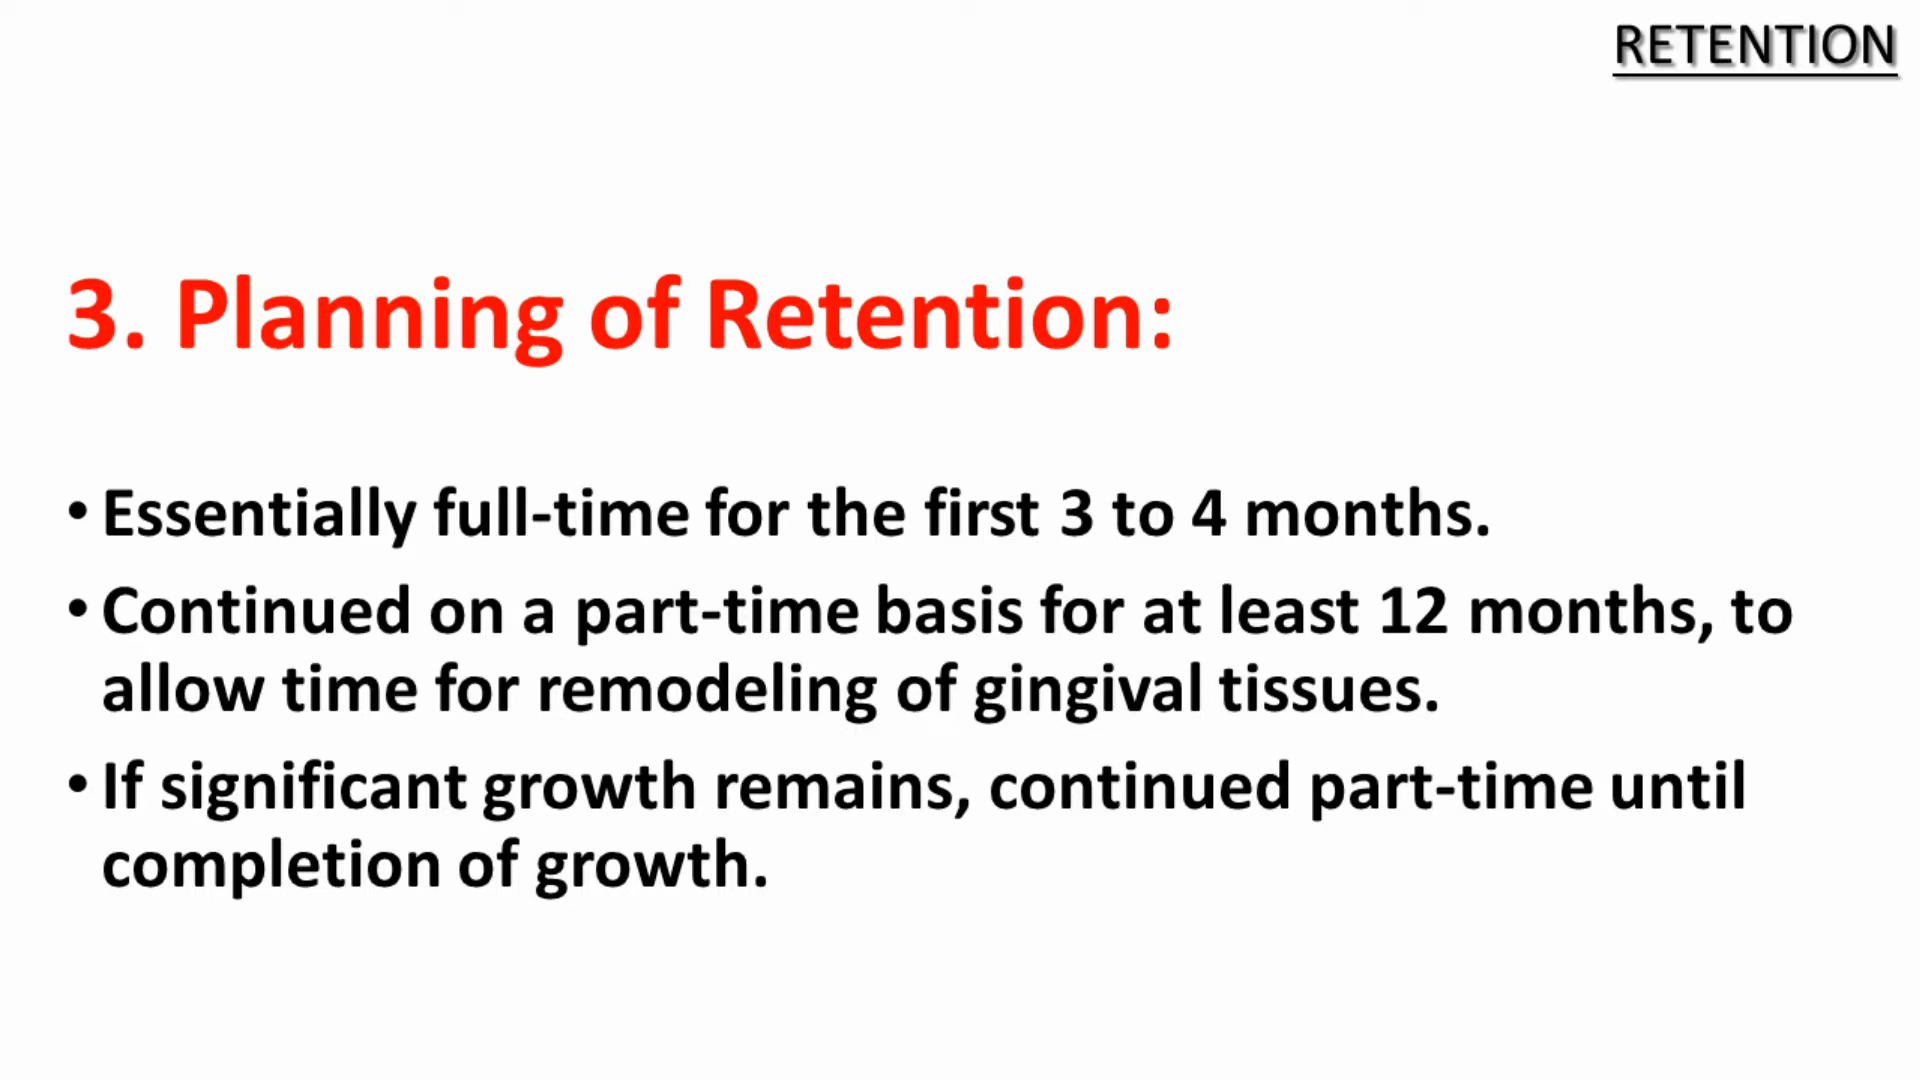 RETENTION
3. Planning of Retention:
• Essentially full-time for the first 3 to 4 months.
• Continued on a part-time basis for at least 12 months, to
allow time for remodeling of gingival tissues.
• If significant growth remains, continued part-time until
completion of growth.